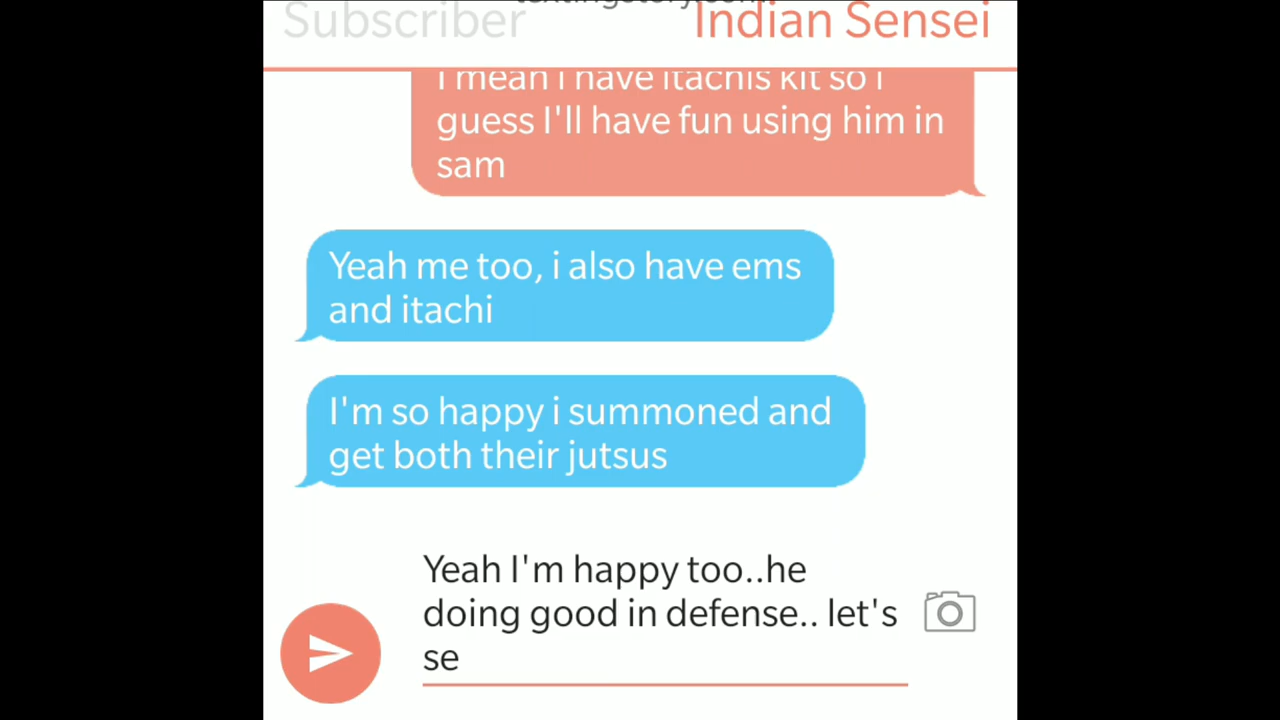 textingstory.com
Subscriber
Indian Sensei
I mean i have itachis kit so i
guess I'll have fun using him in
sam
Yeah me too, i also have ems
and itachi
I'm so happy i summoned and
get both their jutsus
Yeah I'm happy too..he
doing good in defense.. let's
se